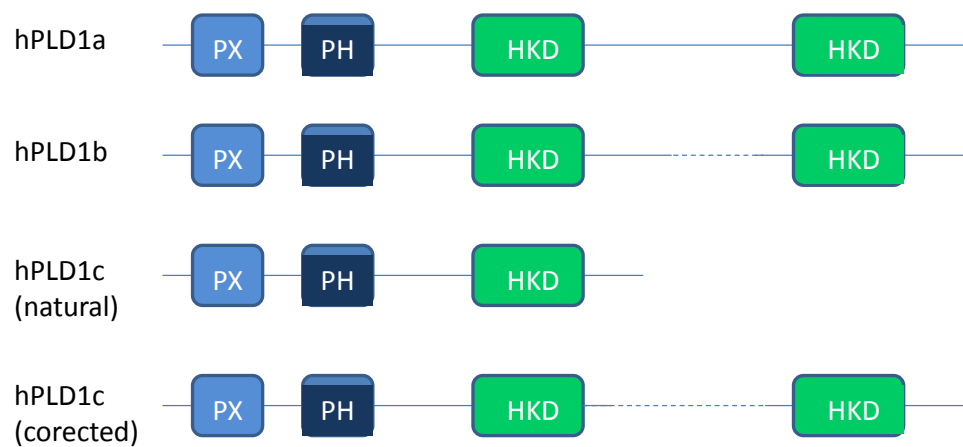 hPLD1a PX PH HKD HKD
hPLD1b PX PH HKD HKD
hPLD1c
(natural) PX PH HKD
hPLD1c
(corected) PX PH HKD HKD